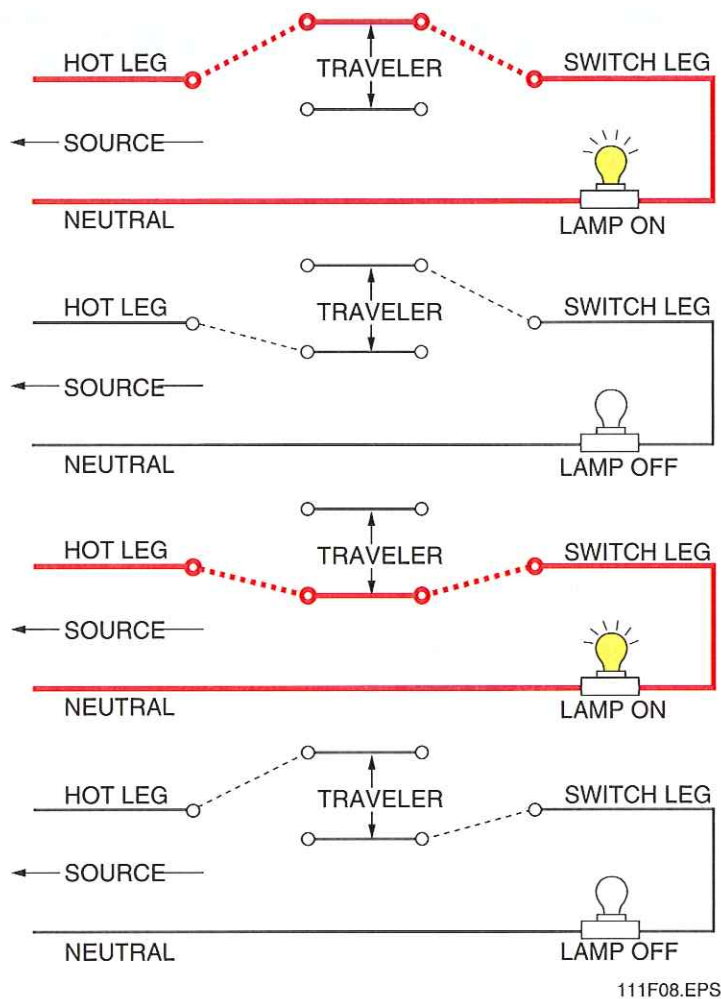 HOT LEG
TRAVELER
SWITCH LEG
SOURCE
NEUTRAL
LAMP ON
HOT LEG
TRAVELER
SWITCH LEG
SOURCE
NEUTRAL
LAMP OFF
HOT LEG
TRAVELER
SWITCH LEG
SOURCE
NEUTRAL
LAMP ON
HOT LEG
TRAVELER
SWITCH LEG
SOURCE
NEUTRAL
LAMP OFF
111F08.EPS